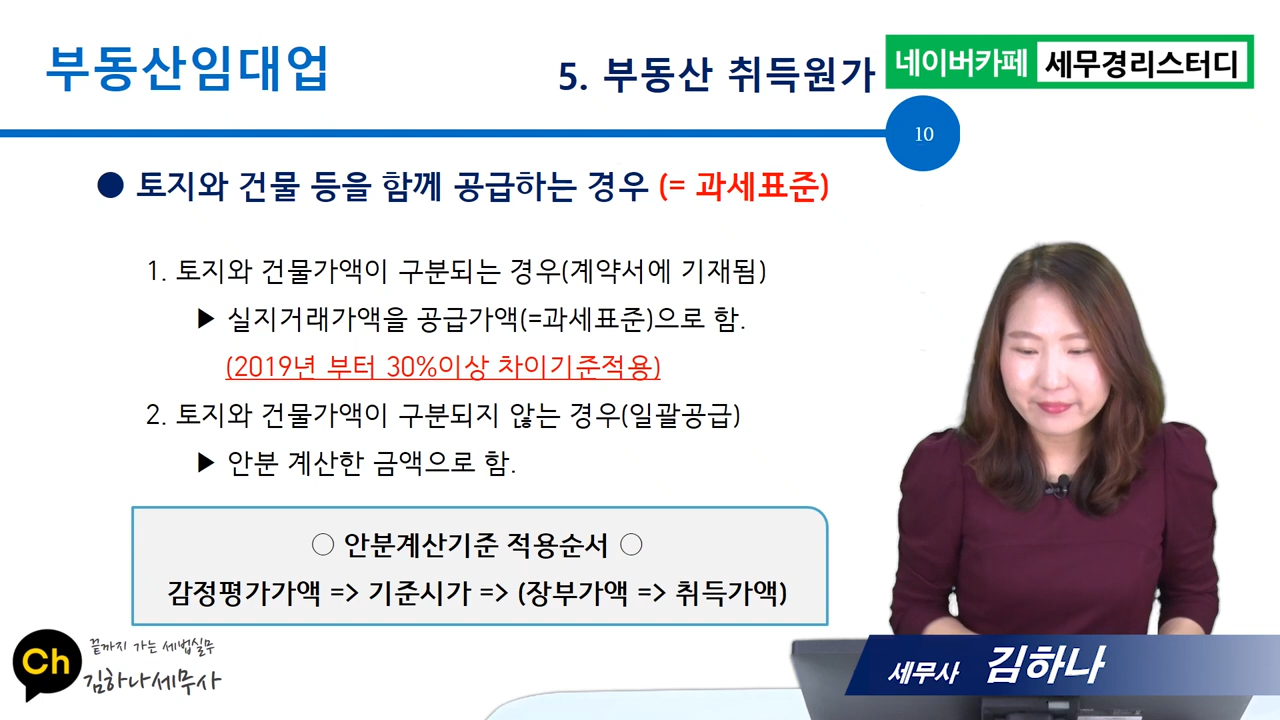 부동산임대업
5. 부동산 취득원가
네이버카페 세무경리스터디
10
● 토지와 건물 등을 함께 공급하는 경우 (= 과세표준)
1. 토지와 건물가액이 구분되는 경우(계약서에 기재됨)
▶ 실지거래가액을 공급가액(=과세표준)으로 함.
(2019년 부터 30%이상 차이기준적용)
2. 토지와 건물가액이 구분되지 않는 경우(일괄공급)
▶ 안분 계산한 금액으로 함.
○ 안분계산기준 적용순서 ○
감정평가가액 => 기준시가 => (장부가액 => 취득가액)
Ch
끝까지 가는 세법실무
김하나세무사
세무사 김하나